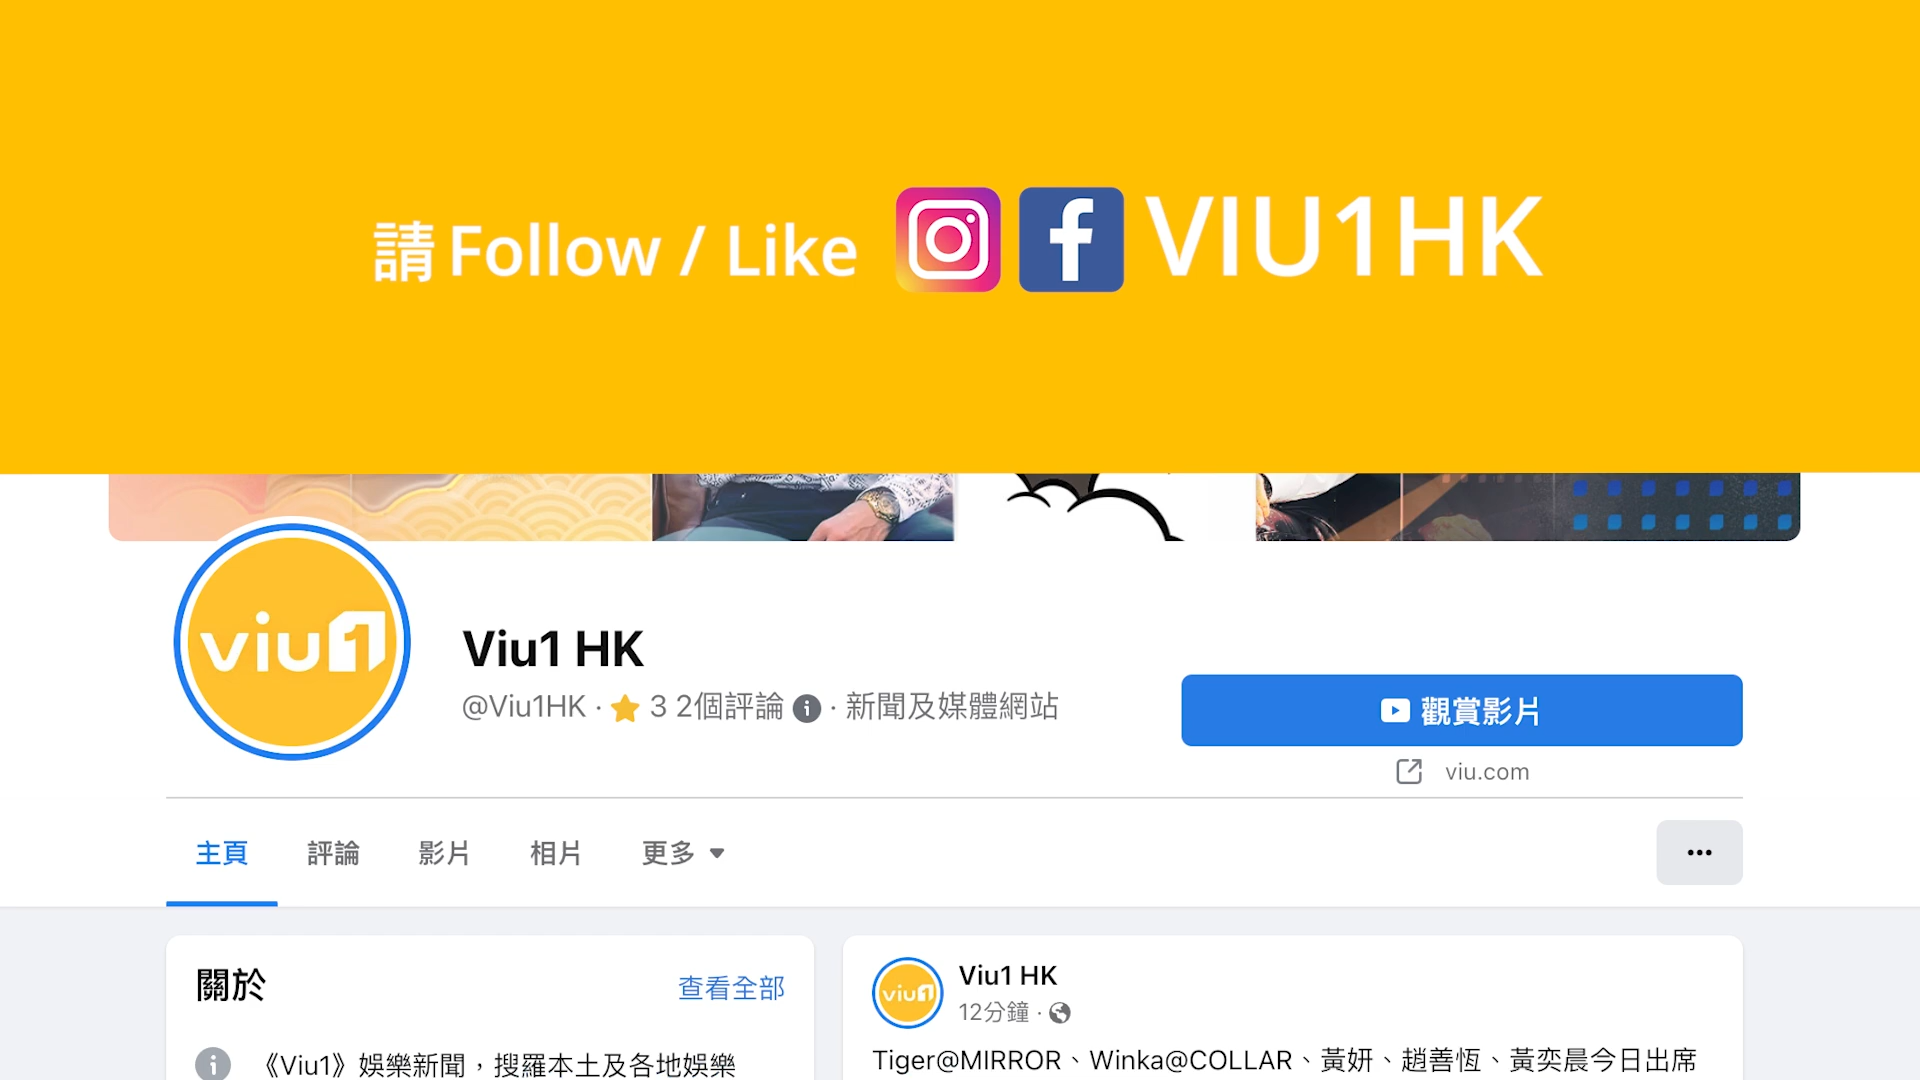 請 Follow / Like VIU1HK
viu1
Viu1 HK
@Viu1HK · 3 2個評論 · 新聞及媒體網站
觀賞影片
viu.com
主頁 評論 影片 相片 更多
關於 查看全部
《Viu1》娛樂新聞，搜羅本土及各地娛樂
viu1
Viu1 HK
12分鐘 ·
Tiger@MIRROR、Winka@COLLAR、黃妍、趙善恆、黃奕晨今日出席